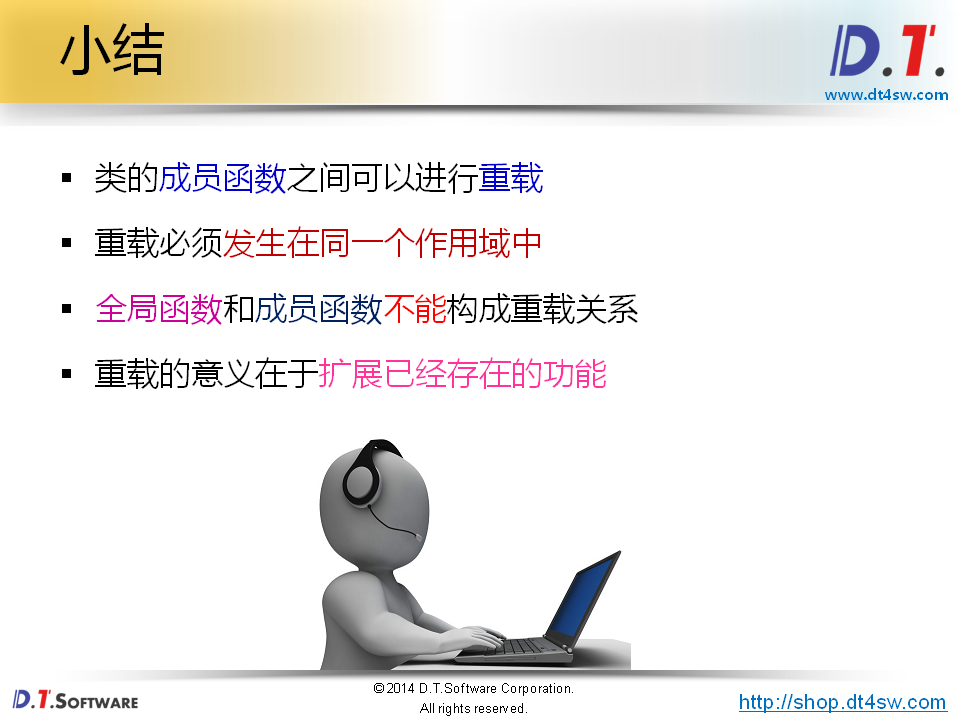 小结
D.T.
www.dt4sw.com
▪ 类的成员函数之间可以进行重载
▪ 重载必须发生在同一个作用域中
▪ 全局函数和成员函数不能构成重载关系
▪ 重载的意义在于扩展已经存在的功能
D.T.SOFTWARE
©2014 D.T.Software Corporation.
All rights reserved.
http://shop.dt4sw.com